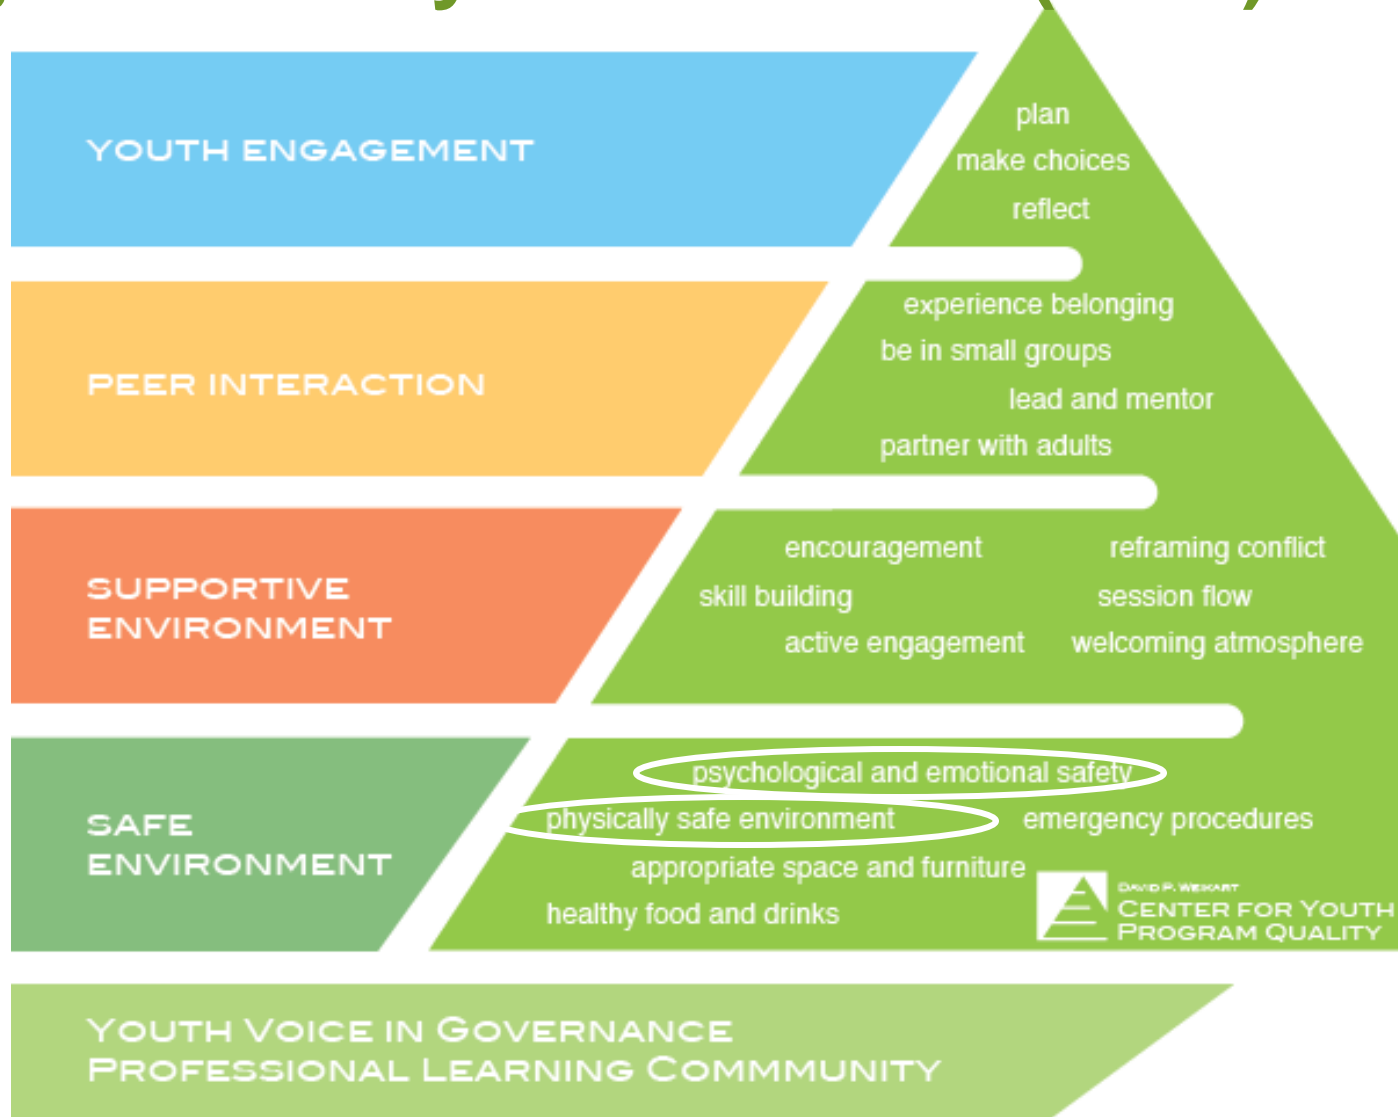 YOUTH ENGAGEMENT
plan
make choices
reflect
PEER INTERACTION
experience belonging
be in small groups
lead and mentor
partner with adults
SUPPORTIVE
ENVIRONMENT
encouragement reframing conflict
skill building session flow
active engagement welcoming atmosphere
SAFE
ENVIRONMENT
psychological and emotional safety
physically safe environment emergency procedures
appropriate space and furniture
healthy food and drinks
DAVID P. WEIKART
CENTER FOR YOUTH
PROGRAM QUALITY
YOUTH VOICE IN GOVERNANCE
PROFESSIONAL LEARNING COMMMUNITY